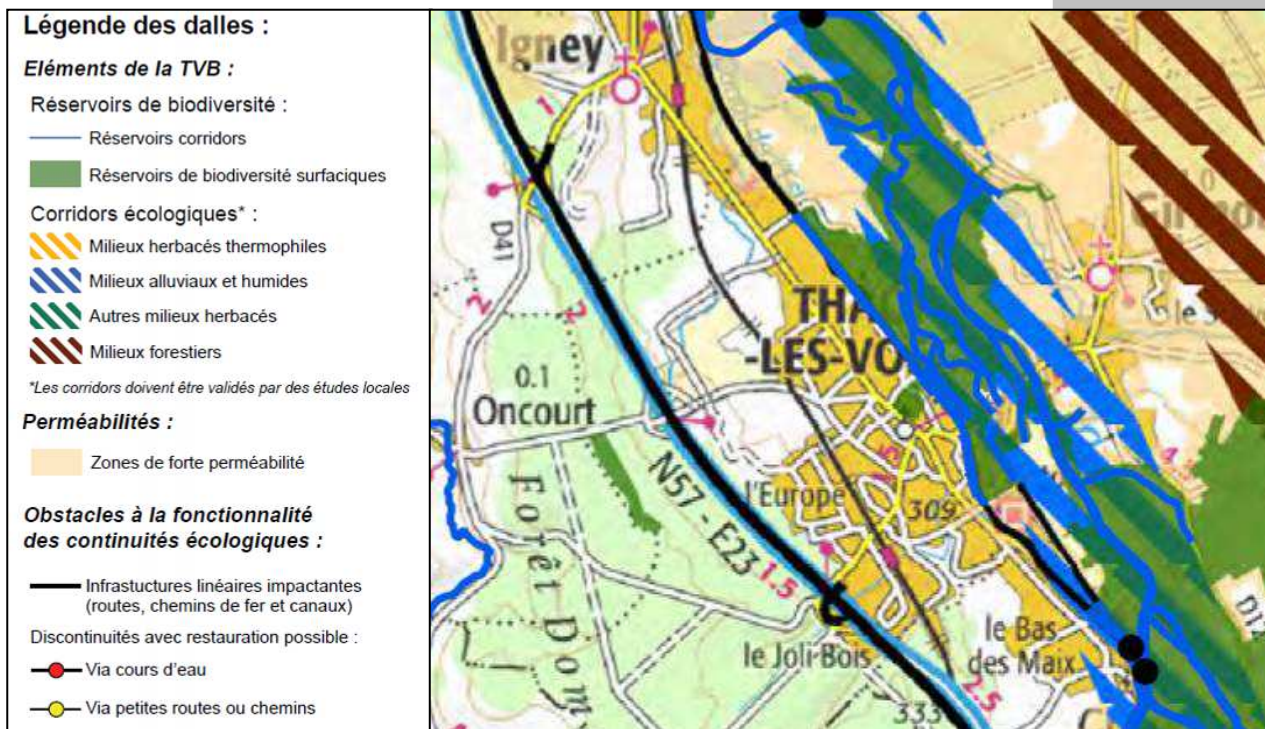 Légende des dalles :
Eléments de la TVB :
Réservoirs de biodiversité :
Réservoirs corridors
Réservoirs de biodiversité surfaciques
Corridors écologiques* :
Milieux herbacés thermophiles
Milieux alluviaux et humides
Autres milieux herbacés
Milieux forestiers
*Les corridors doivent être validés par des études locales
Perméabilités :
Zones de forte perméabilité
Obstacles à la fonctionnalité
des continuités écologiques :
Infrastuctures linéaires impactantes
(routes, chemins de fer et canaux)
Discontinuités avec restauration possible :
Via cours d'eau
Via petites routes ou chemins
Igney
1
D41
2
2
THA
-LES-VO
0.1
Oncourt
N57 - E23
1.5
l'Europe
309
5
4
Forêt Dom
le Joli Bois
le Bas
des Maix
2.5
333